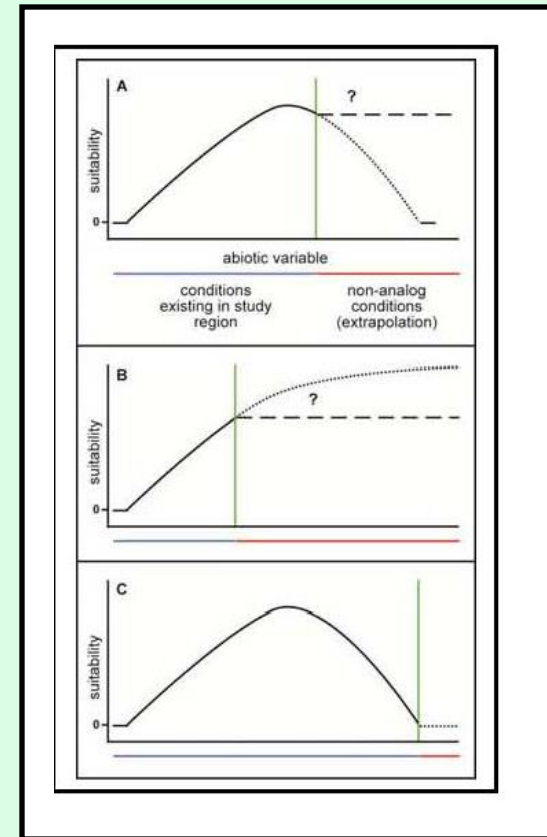 A
?
suitability
0
abiotic variable
conditions
existing in study
region
non-analog
conditions
(extrapolation)
B
?
suitability
0
C
suitability
0